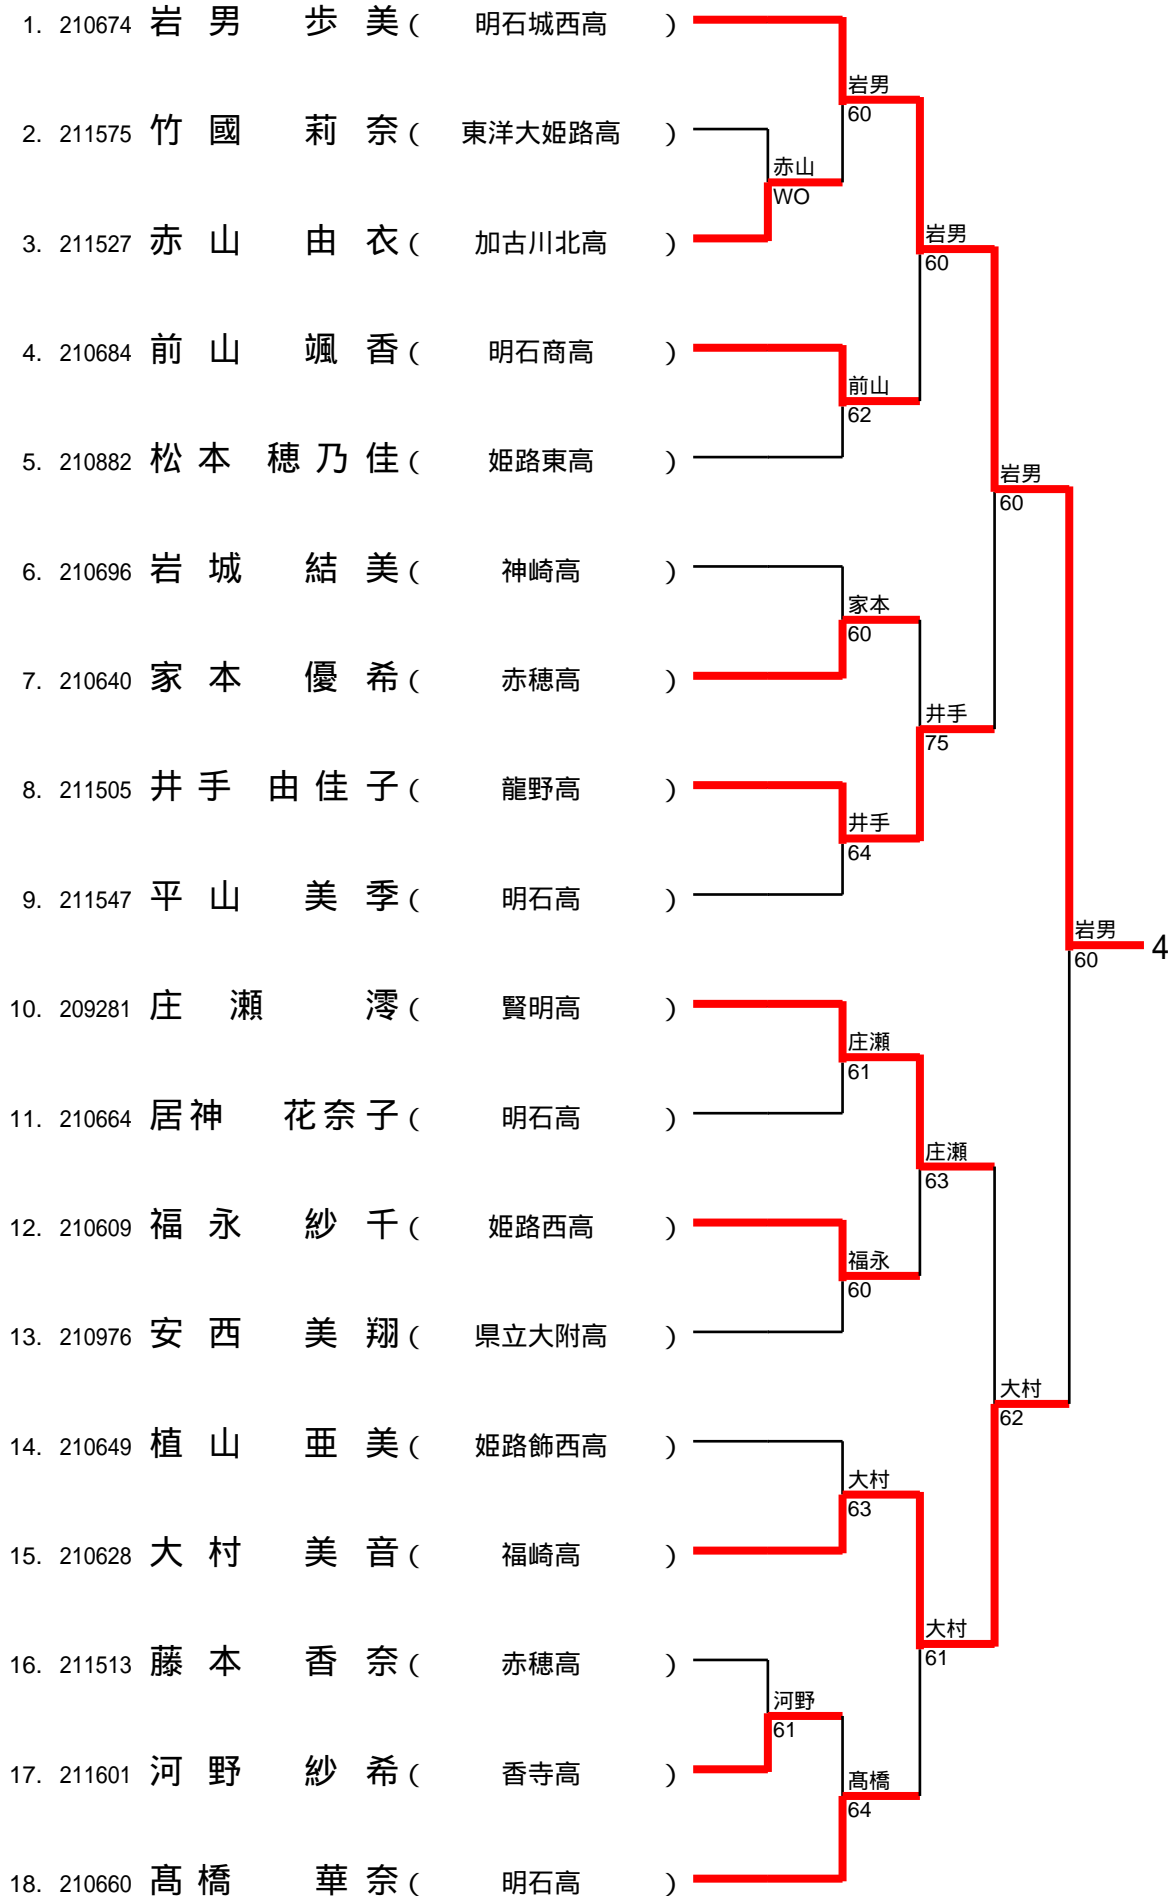 1. 210674 岩男 歩美 ( 明石城西高 )
岩男
60
2. 211575 竹國 莉奈 ( 東洋大姫路高 )
赤山
WO
3. 211527 赤山 由衣 ( 加古川北高 )
岩男
60
4. 210684 前山 颯香 ( 明石商高 )
前山
62
5. 210882 松本 穂乃佳 ( 姫路東高 )
岩男
60
6. 210696 岩城 結美 ( 神崎高 )
家本
60
7. 210640 家本 優希 ( 赤穂高 )
井手
75
8. 211505 井手 由佳子 ( 龍野高 )
井手
64
9. 211547 平山 美季 ( 明石高 )
岩男
60
4
10. 209281 庄瀬 澪 ( 賢明高 )
庄瀬
61
11. 210664 居神 花奈子 ( 明石高 )
庄瀬
63
12. 210609 福永 紗千 ( 姫路西高 )
福永
60
13. 210976 安西 美翔 ( 県立大附高 )
大村
62
14. 210649 植山 亜美 ( 姫路飾西高 )
大村
63
15. 210628 大村 美音 ( 福崎高 )
大村
61
16. 211513 藤本 香奈 ( 赤穂高 )
河野
61
17. 211601 河野 紗希 ( 香寺高 )
髙橋
64
18. 210660 髙橋 華奈 ( 明石高 )